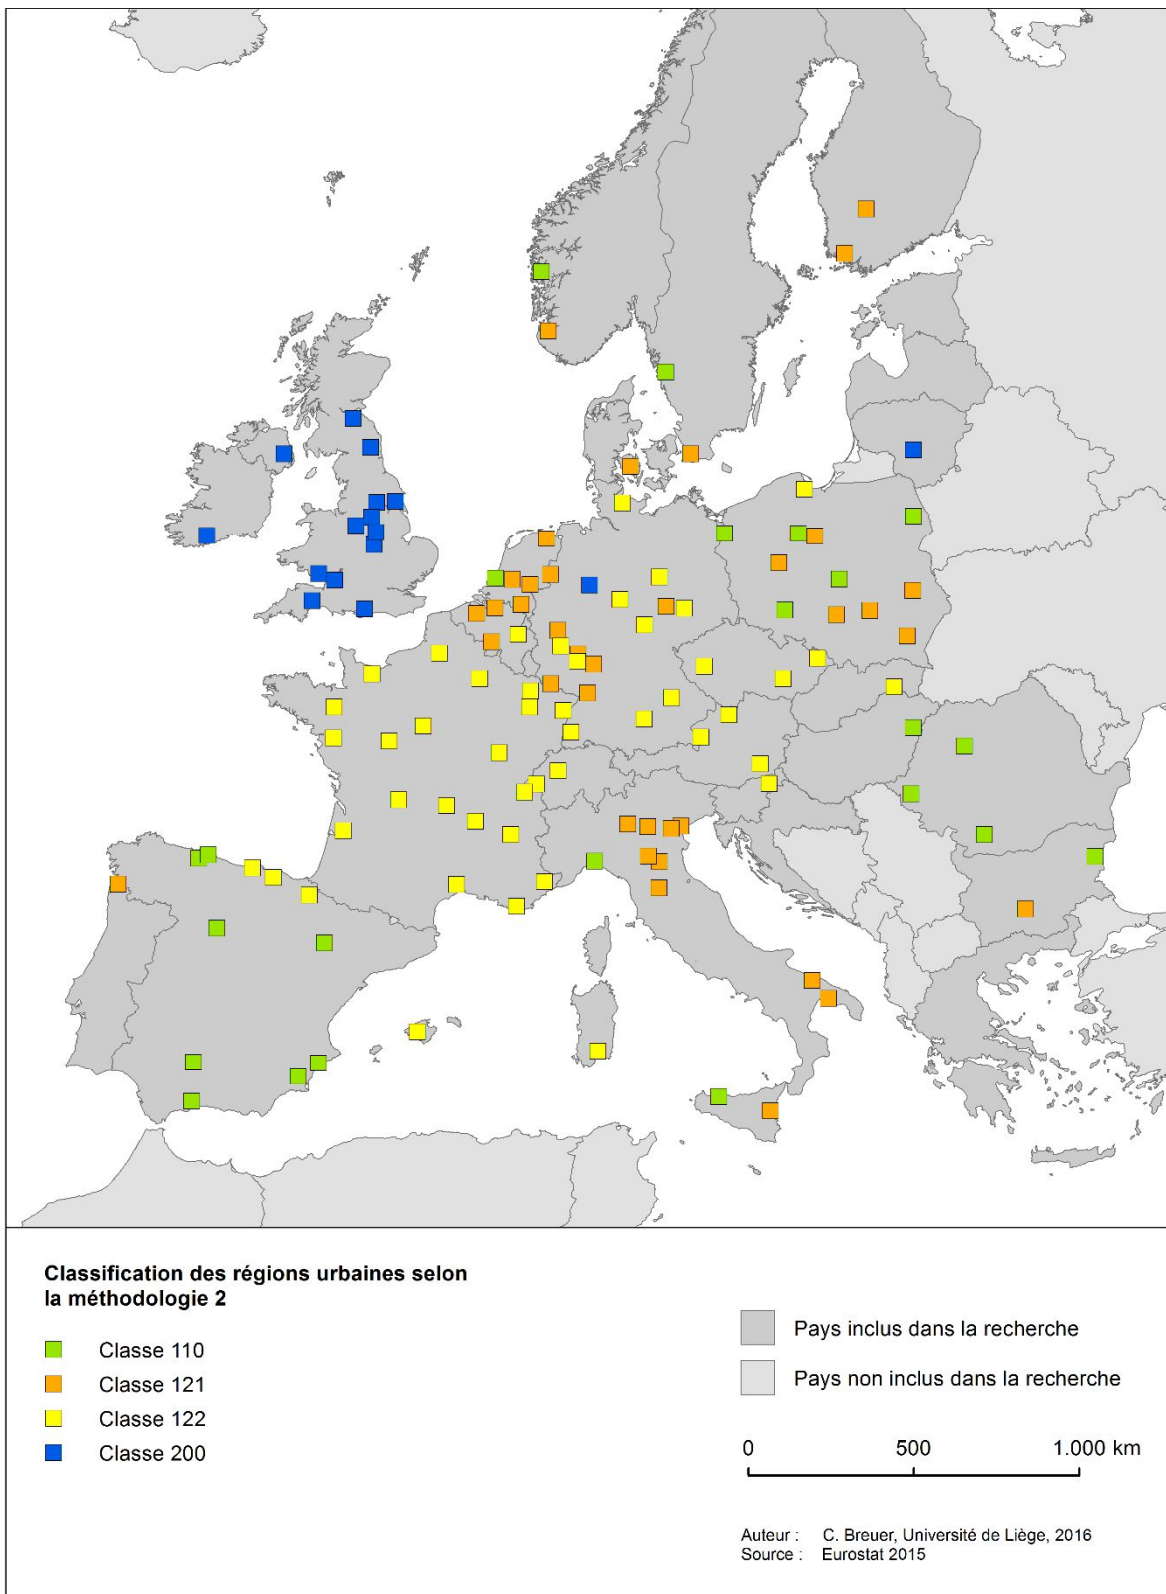 Classification des régions urbaines selon
la méthodologie 2
Classe 110
Classe 121
Classe 122
Classe 200
Pays inclus dans la recherche
Pays non inclus dans la recherche
0 500 1.000 km
Auteur : C. Breuer, Université de Liège, 2016
Source : Eurostat 2015